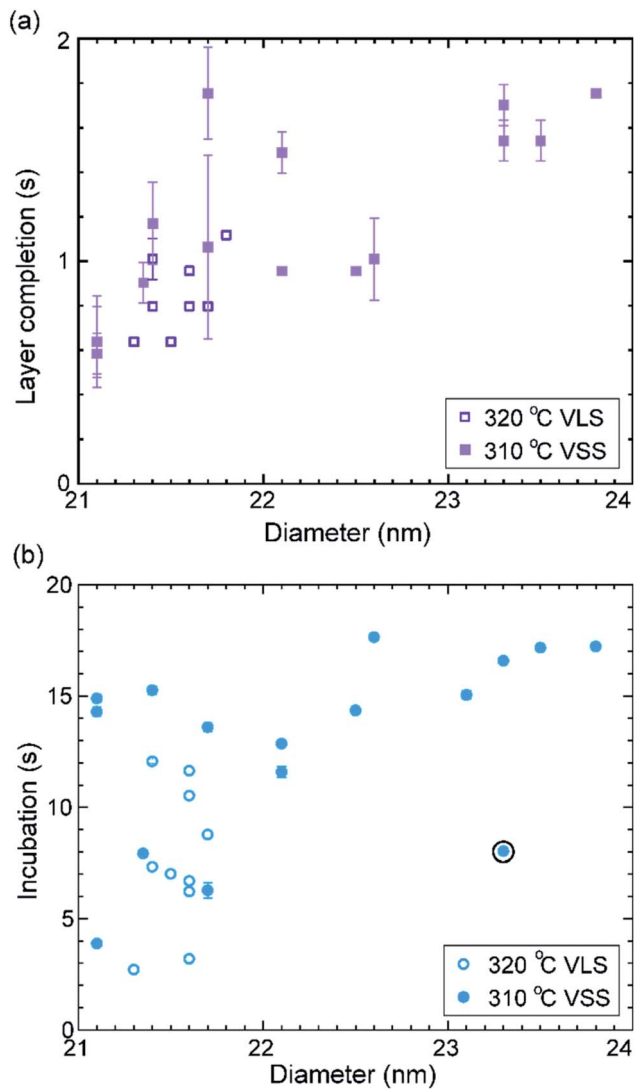 (a)
2
1
0
Layer completion (s)
320 °C VLS
310 °C VSS
21 22 23 24
Diameter (nm)
(b)
20
15
10
5
0
Incubation (s)
320 °C VLS
310 °C VSS
21 22 23 24
Diameter (nm)